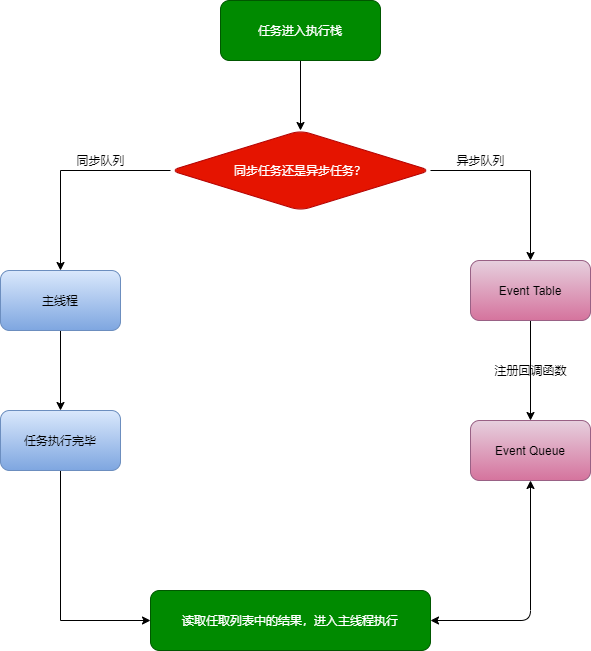 任务进入执行栈
同步任务还是异步任务?
同步队列
异步队列
主线程
Event Table
注册回调函数
任务执行完毕
Event Queue
读取任取列表中的结果，进入主线程执行